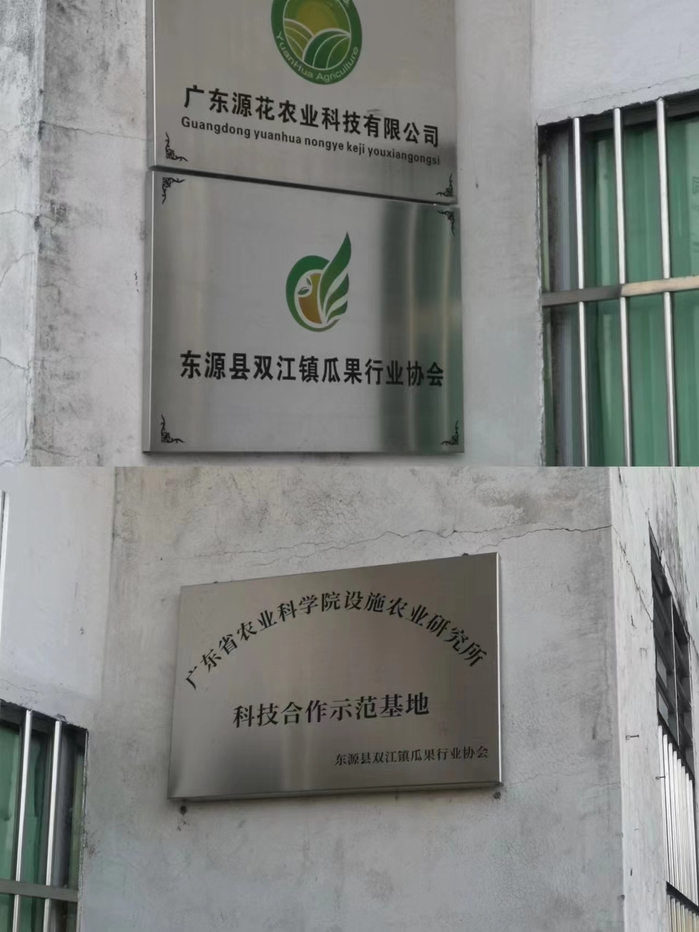 YuanHua Agriculture
广东源花农业科技有限公司
Guangdong yuanhua nongye keji youxiangongsi
东源县双江镇瓜果行业协会
广东省农业科学院设施农业研究所
科技合作示范基地
东源县双江镇瓜果行业协会